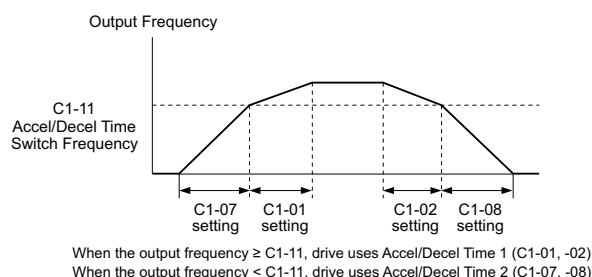 Output Frequency
C1-11
Accel/Decel Time
Switch Frequency
C1-07
setting
C1-01
setting
C1-02
setting
C1-08
setting
When the output frequency ≥ C1-11, drive uses Accel/Decel Time 1 (C1-01, -02)
When the output frequency < C1-11, drive uses Accel/Decel Time 2 (C1-07, -08)